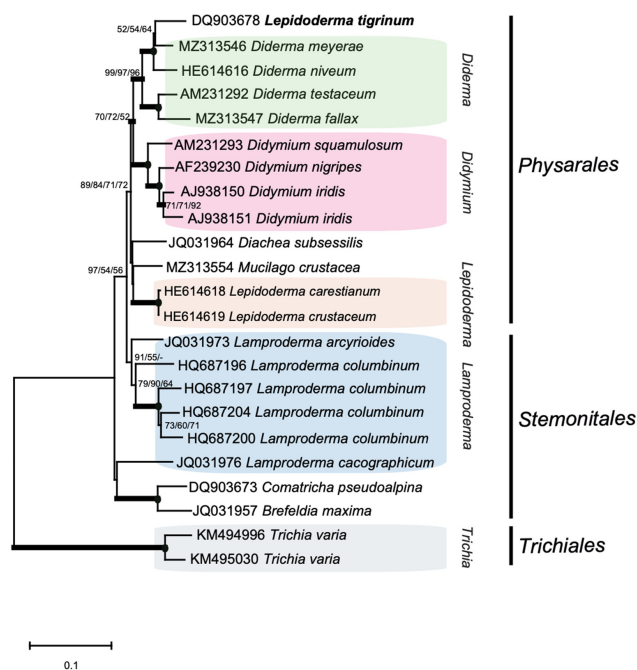 DQ903678 Lepidoderma tigrinum
52/54/64
MZ313546 Diderma meyerae
HE614616 Diderma niveum
99/97/96
AM231292 Diderma testaceum
MZ313547 Diderma fallax
Diderma
70/72/52
AM231293 Didymium squamulosum
AF239230 Didymium nigripes
AJ938150 Didymium iridis
71/71/92
AJ938151 Didymium iridis
Didymium
Physarales
89/84/71/72
JQ031964 Diachea subsessilis
MZ313554 Mucilago crustacea
97/54/56
HE614618 Lepidoderma carestianum
HE614619 Lepidoderma crustaceum
Lepidoderma
JQ031973 Lamproderma arcyrioides
91/55/-
HQ687196 Lamproderma columbinum
79/90/64
HQ687197 Lamproderma columbinum
HQ687204 Lamproderma columbinum
73/60/71
HQ687200 Lamproderma columbinum
JQ031976 Lamproderma cacographicum
Lamproderma
Stemonitales
DQ903673 Comatricha pseudoalpina
JQ031957 Brefeldia maxima
KM494996 Trichia varia
KM495030 Trichia varia
Trichia
Trichiales
0.1